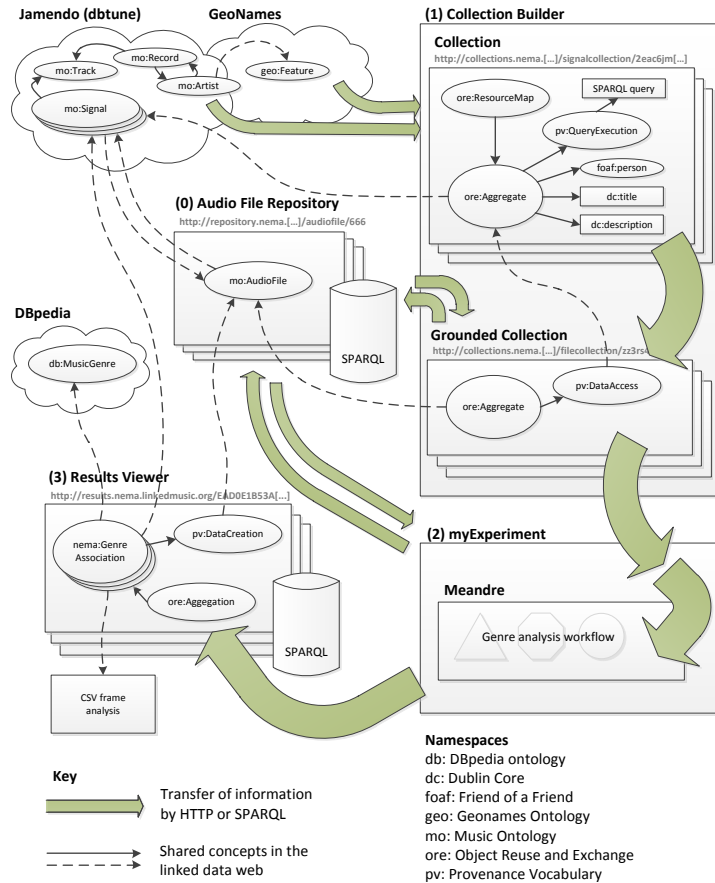 Jamendo (dbtune)
GeoNames
mo:Record
mo:Track
mo:Artist
geo:Feature
mo:Signal
(1) Collection Builder
Collection
http://collections.nema.[...]/signalcollection/2eac6jm[...]
ore:ResourceMap
SPARQL query
pv:QueryExecution
foaf:person
ore:Aggregate
dc:title
dc:description
(0) Audio File Repository
http://repository.nema.[...]/audiofile/666
mo:AudioFile
SPARQL
Grounded Collection
http://collections.nema.[...]/filecollection/zz3rs
pv:DataAccess
ore:Aggregate
DBpedia
db:MusicGenre
(3) Results Viewer
http://results.nema.linkedmusic.org/EAD0E1B53A[...]
nema:Genre
Association
pv:DataCreation
ore:Aggegation
SPARQL
CSV frame
analysis
(2) myExperiment
Meandre
Genre analysis workflow
Key
Transfer of information
by HTTP or SPARQL
Shared concepts in the
linked data web
Namespaces
db: DBpedia ontology
dc: Dublin Core
foaf: Friend of a Friend
geo: Geonames Ontology
mo: Music Ontology
ore: Object Reuse and Exchange
pv: Provenance Vocabulary